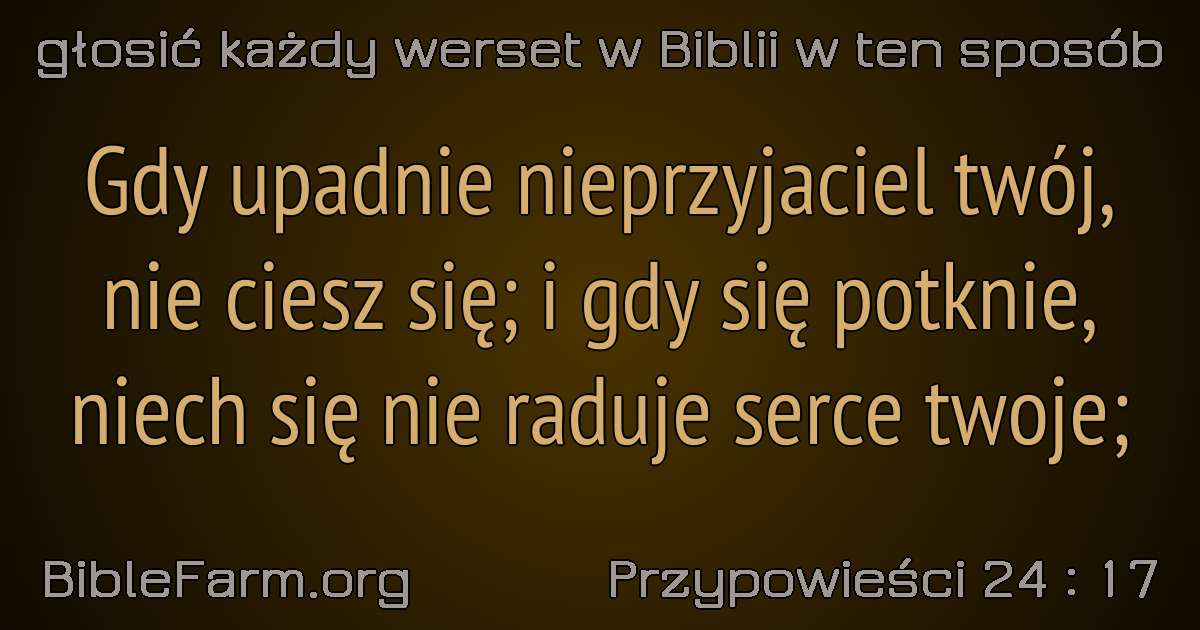 głosić każdy werset w Biblii w ten sposób
Gdy upadnie nieprzyjaciel twój,
nie ciesz się; i gdy się potknie,
niech się nie raduje serce twoje;
BibleFarm.org
Przypowieści 24 : 17